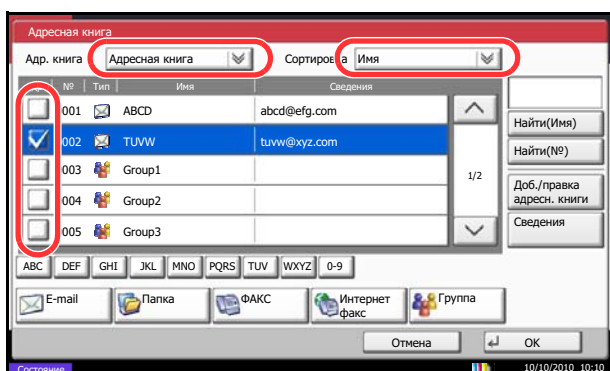 Адресная книга
Адр. книга Адресная книга Сортировка Имя
№ Тип Имя Сведения
001 ABCD abcd@efg.com
002 TUVW tuvw@xyz.com
003 Group1
004 Group2
005 Group3
1/2
Найти(Имя)
Найти(№)
Доб./правка
адресн. книги
Сведения
ABC DEF GHI JKL MNO PQRS TUV WXYZ 0-9
E-mail Папка ФАКС Интернет
факс Группа
Отмена OK
Состояние 10/10/2010 10:10